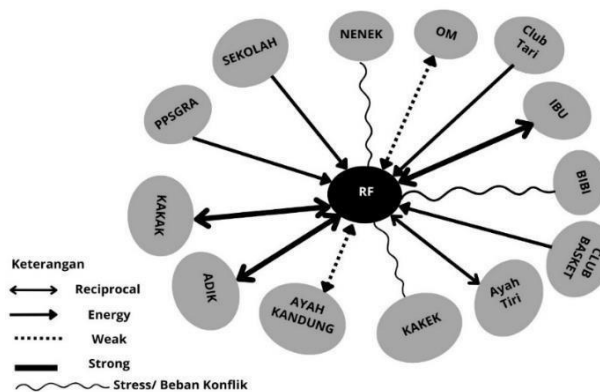 NENEK
OM
Club
Tari
SEKOLAH
IBU
PPSGRA
RF
BIBI
KAKAK
CLUB
BASKET
Keterangan
ADIK
Ayah
Tiri
Reciprocal
AYAH
KANDUNG
KAKEK
Energy
Weak
Strong
Stress/ Beban Konflik